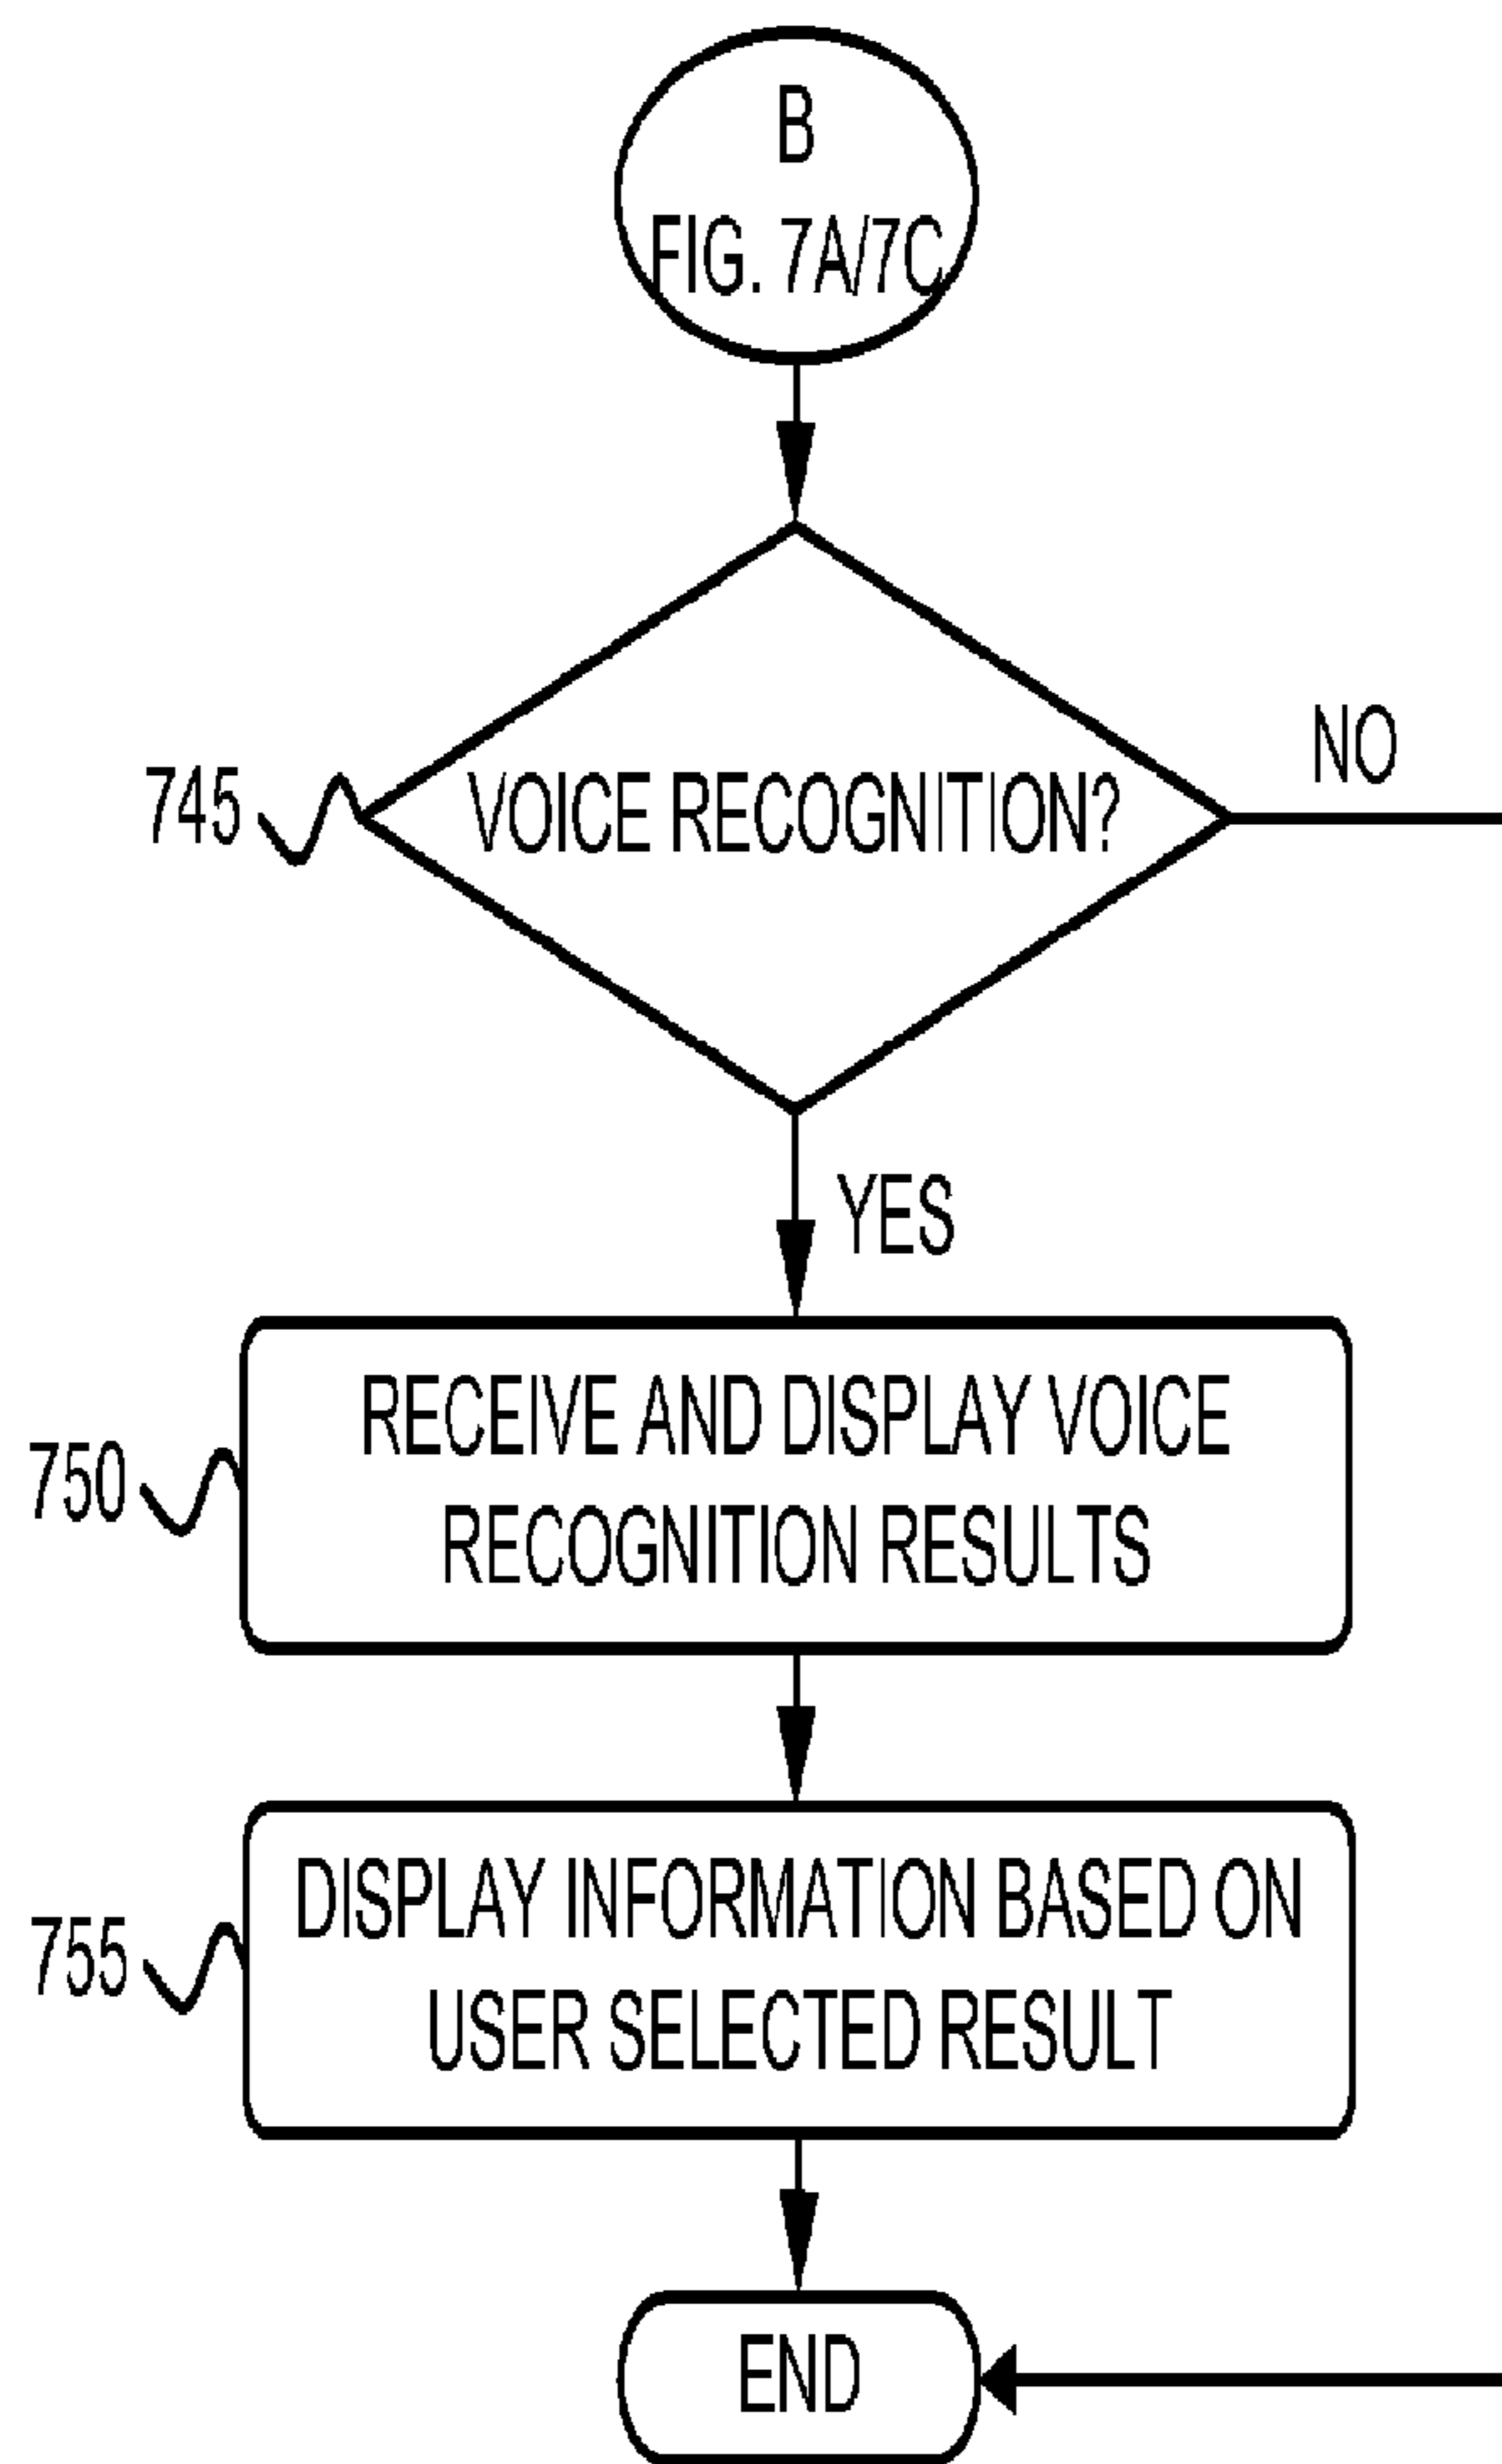 B
FIG. 7A/7C
745
VOICE RECOGNITION?
NO
YES
750
RECEIVE AND DISPLAY VOICE
RECOGNITION RESULTS
755
DISPLAY INFORMATION BASED ON
USER SELECTED RESULT
END